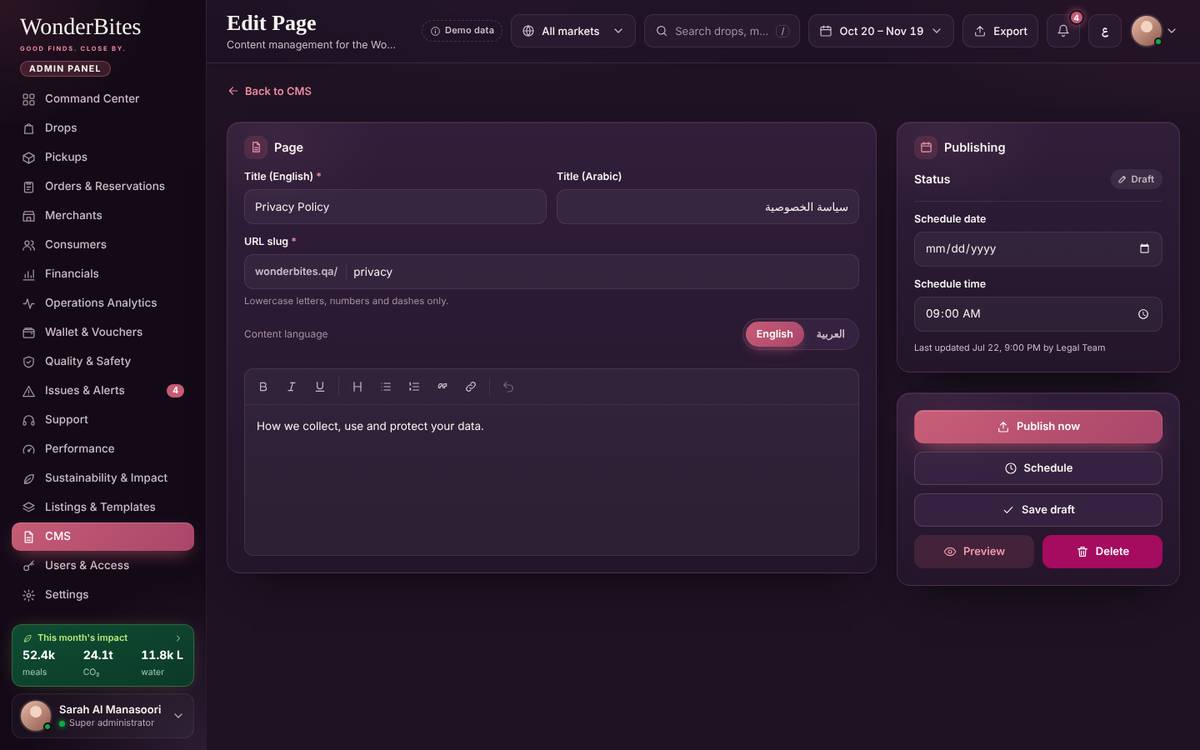 WonderBites
GOOD FINDS. CLOSE BY.
ADMIN PANEL
Command Center
Drops
Pickups
Orders & Reservations
Merchants
Consumers
Financials
Operations Analytics
Wallet & Vouchers
Quality & Safety
Issues & Alerts 4
Support
Performance
Sustainability & Impact
Listings & Templates
CMS
Users & Access
Settings
This month's impact
52.4k 24.1t 11.8k L
meals CO₂ water
Sarah Al Manasoori
Super administrator
Edit Page
Content management for the Wo...
Demo data
All markets
Search drops, m... /
Oct 20 – Nov 19
Export
4
ع
Back to CMS
Page
Title (English) * Title (Arabic)
Privacy Policy سياسة الخصوصية
URL slug *
wonderbites.qa/ privacy
Lowercase letters, numbers and dashes only.
Content language English العربية
B I U H
How we collect, use and protect your data.
Publishing
Status Draft
Schedule date
mm/dd/yyyy
Schedule time
09:00 AM
Last updated Jul 22, 9:00 PM by Legal Team
Publish now
Schedule
Save draft
Preview Delete